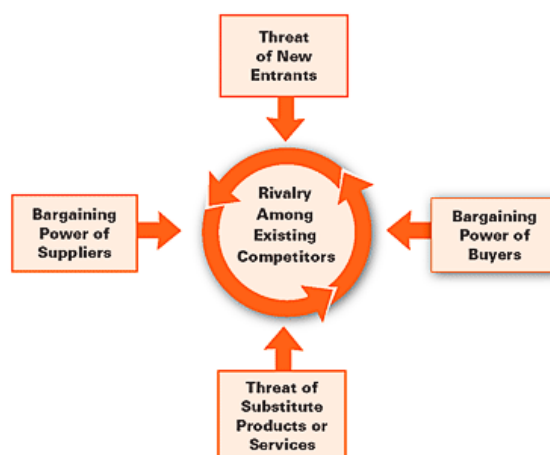 Threat
of New
Entrants
Bargaining
Power of
Suppliers
Rivalry
Among
Existing
Competitors
Bargaining
Power of
Buyers
Threat of
Substitute
Products or
Services